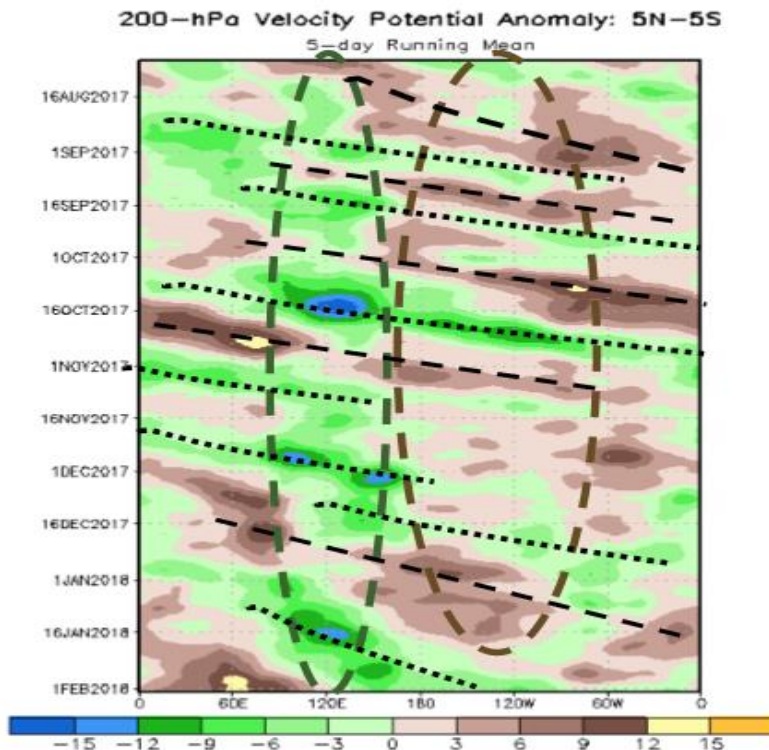 200-hPa Velocity Potential Anomaly: 5N-5S
5-day Running Mean
16AUG2017
1SEP2017
16SEP2017
1OCT2017
16OCT2017
1NOV2017
16NOV2017
1DEC2017
16DEC2017
1JAN2018
16JAN2018
1FEB2018
0 60E 120E 180 120W 60W 0
-15 -12 -9 -6 -3 0 3 6 9 12 15